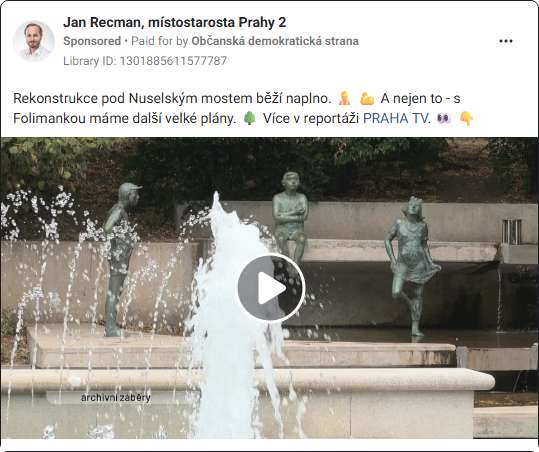 Jan Recman, místostarosta Prahy 2
Sponsored • Paid for by Občanská demokratická strana
Library ID: 1301885611577787
Rekonstrukce pod Nuselským mostem běží naplno. 👷 💪 A nejen to - s
Folimankou máme další velké plány. 🌳 Více v reportáži PRAHA TV. 👀 👇
archivní záběry